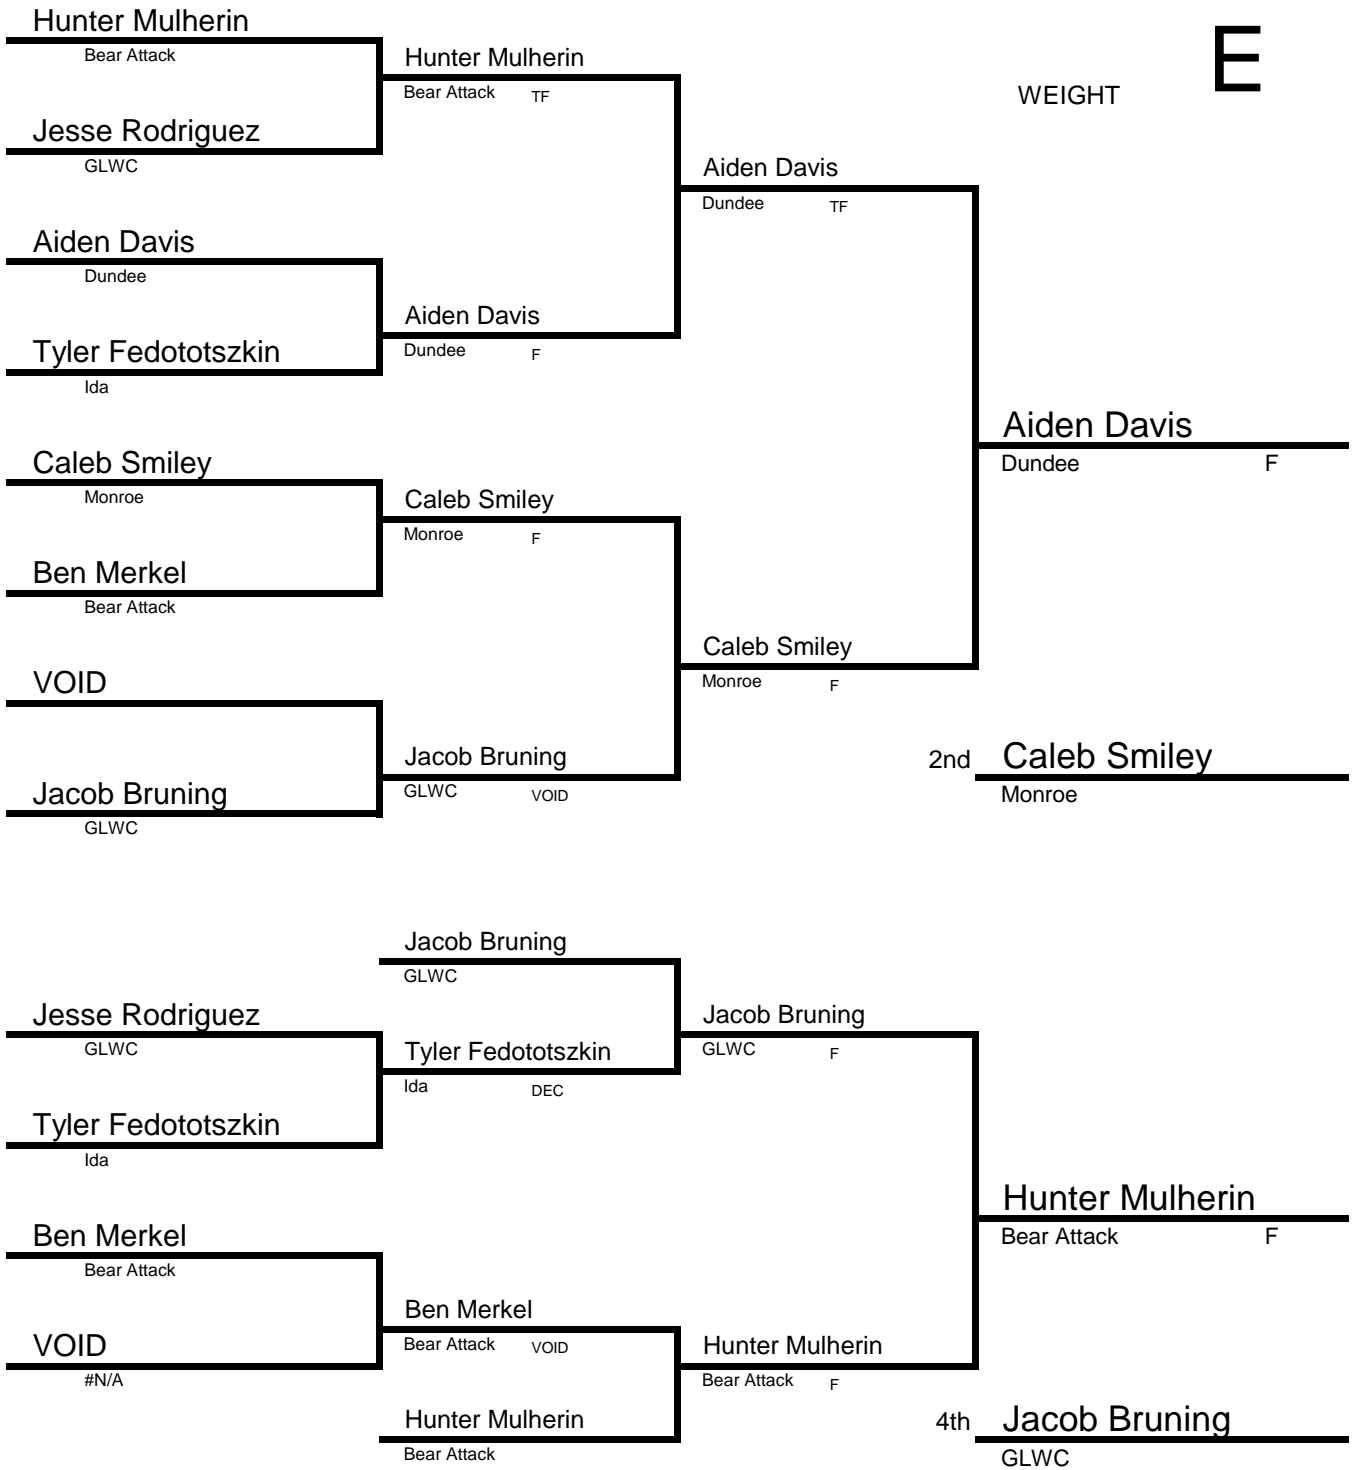 Hunter Mulherin
Bear Attack
Hunter Mulherin
Bear Attack TF
E
WEIGHT
Jesse Rodriguez
GLWC
Aiden Davis
Dundee TF
Aiden Davis
Dundee
Aiden Davis
Dundee F
Tyler Fedototszkin
Ida
Aiden Davis
Dundee F
Caleb Smiley
Monroe
Caleb Smiley
Monroe F
Ben Merkel
Bear Attack
Caleb Smiley
Monroe F
VOID
Jacob Bruning
GLWC VOID
2nd Caleb Smiley
Monroe
Jacob Bruning
GLWC
Jacob Bruning
GLWC
Jesse Rodriguez
GLWC
Jacob Bruning
GLWC F
Tyler Fedototszkin
Ida DEC
Tyler Fedototszkin
Ida
Hunter Mulherin
Bear Attack F
Ben Merkel
Bear Attack
Ben Merkel
Bear Attack VOID
VOID
#N/A
Hunter Mulherin
Bear Attack F
Hunter Mulherin
Bear Attack
4th Jacob Bruning
GLWC